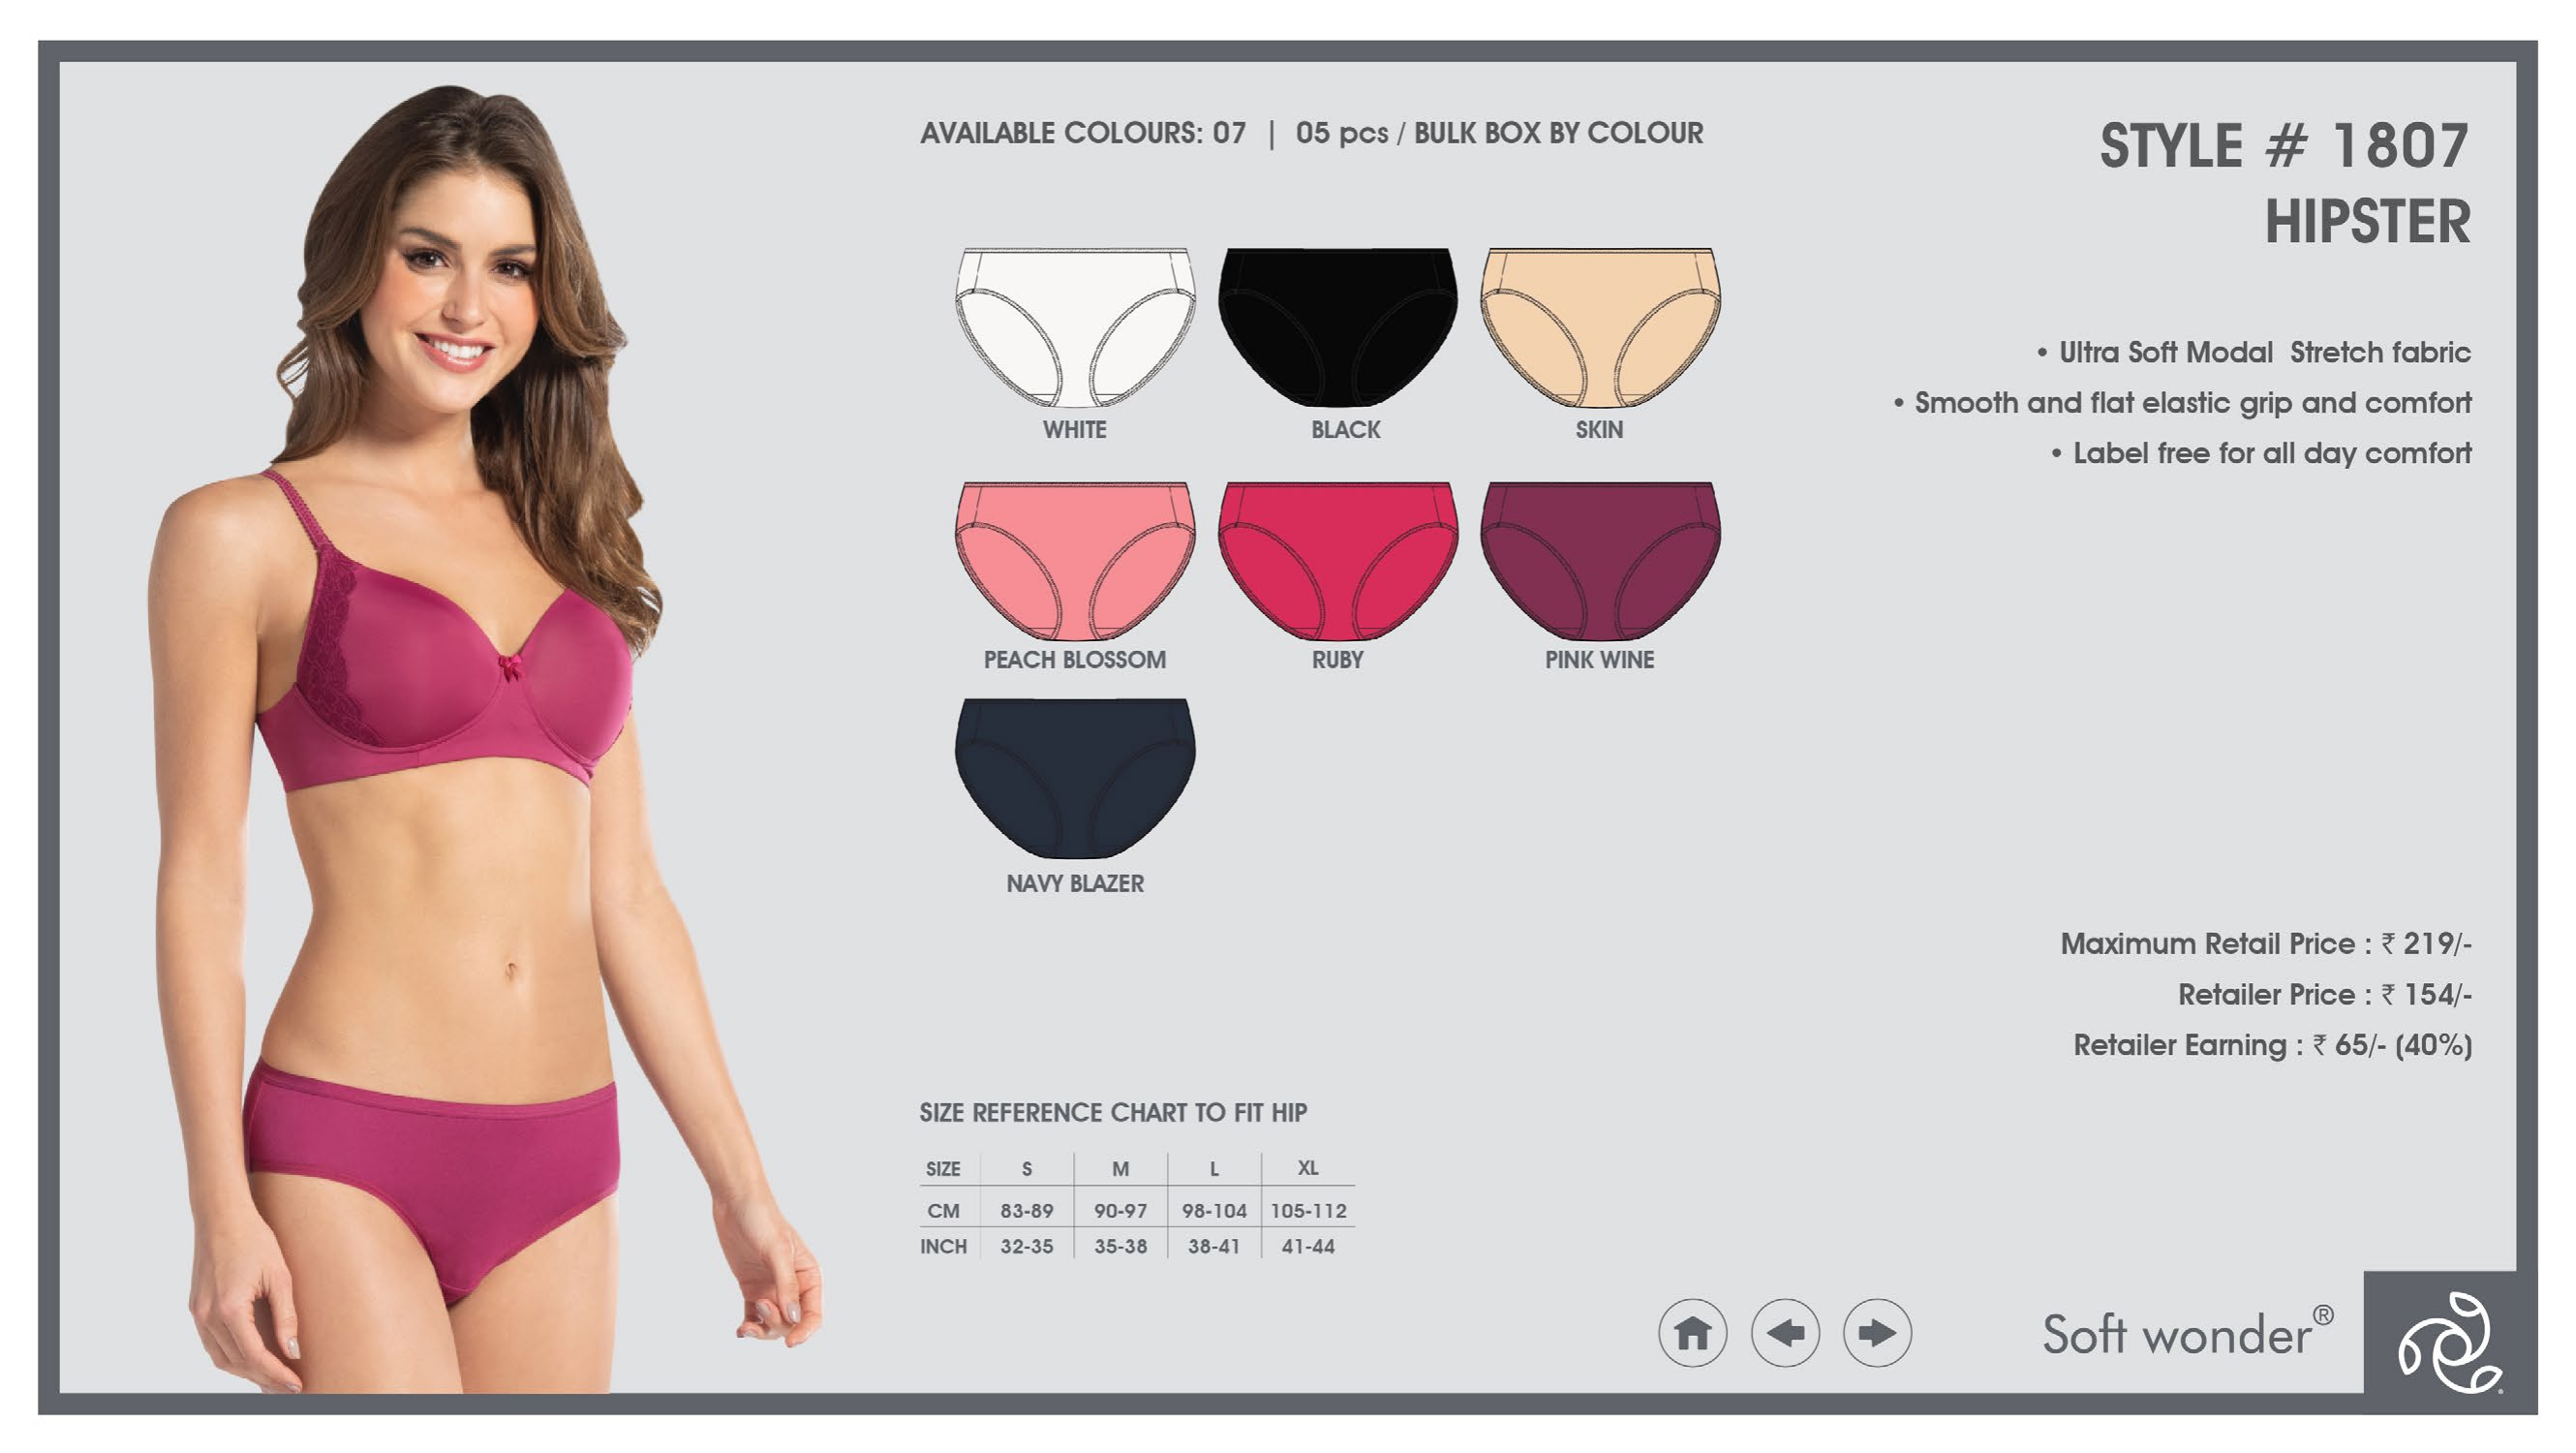 AVAILABLE COLOURS: 07 | 05 pcs / BULK BOX BY COLOUR
STYLE # 1807
HIPSTER
• Ultra Soft Modal Stretch fabric
• Smooth and flat elastic grip and comfort
• Label free for all day comfort
WHITE BLACK SKIN
PEACH BLOSSOM RUBY PINK WINE
NAVY BLAZER
Maximum Retail Price : ₹ 219/-
Retailer Price : ₹ 154/-
Retailer Earning : ₹ 65/- (40%)
SIZE REFERENCE CHART TO FIT HIP
SIZE S M L XL
CM 83-89 90-97 98-104 105-112
INCH 32-35 35-38 38-41 41-44
Soft wonder®